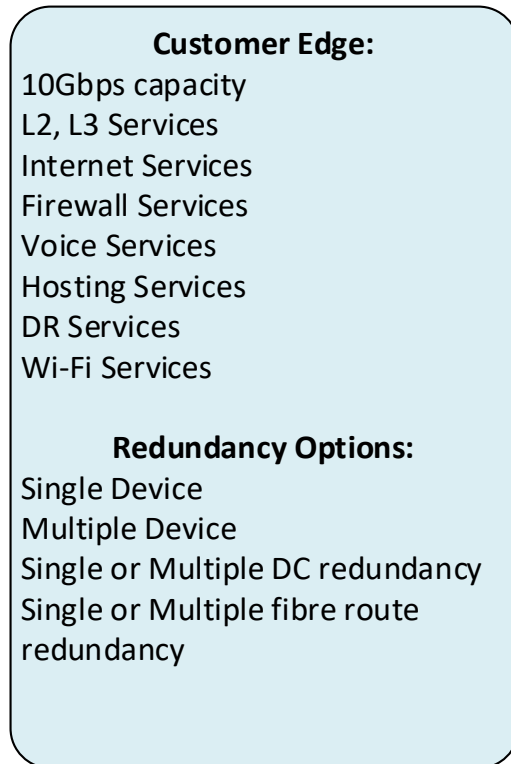 Customer Edge:
10Gbps capacity
L2, L3 Services
Internet Services
Firewall Services
Voice Services
Hosting Services
DR Services
Wi-Fi Services
Redundancy Options:
Single Device
Multiple Device
Single or Multiple DC redundancy
Single or Multiple fibre route
redundancy